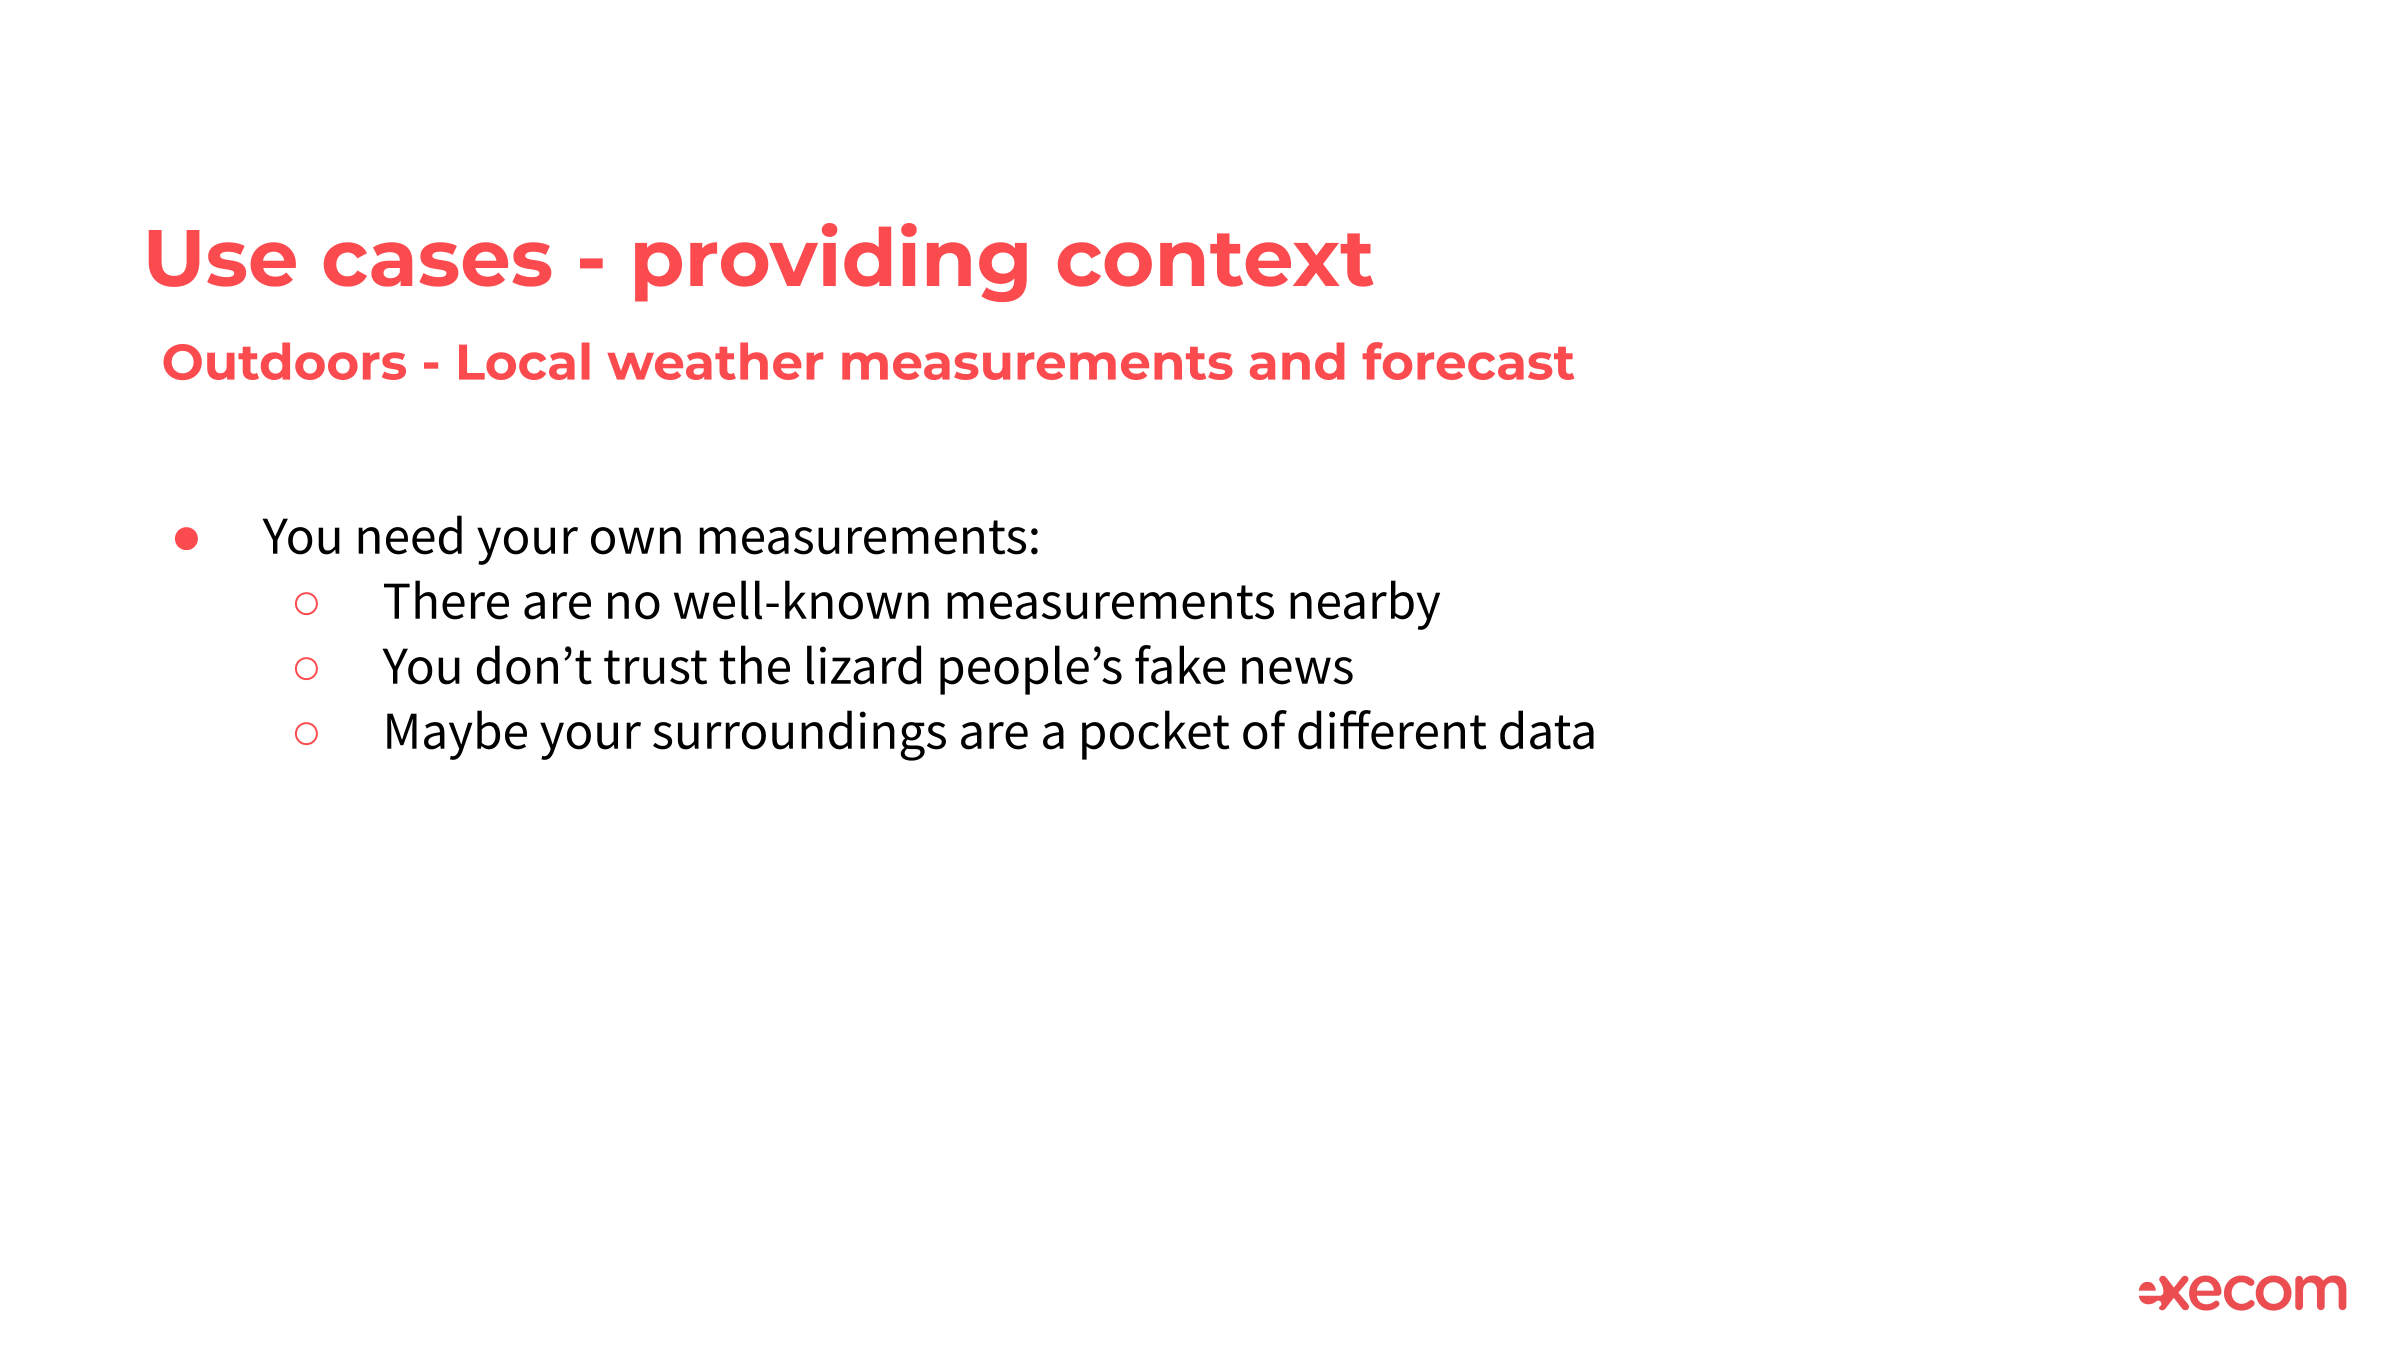 Use cases - providing context
Outdoors - Local weather measurements and forecast
● You need your own measurements:
○ There are no well-known measurements nearby
○ You don’t trust the lizard people’s fake news
○ Maybe your surroundings are a pocket of different data
execom